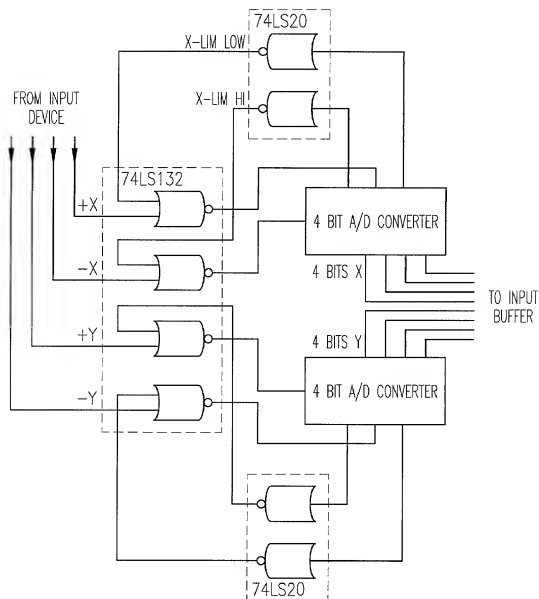 74LS20
X-LIM LOW
X-LIM HI
FROM INPUT
DEVICE
74LS132
+X
-X
+Y
-Y
4 BIT A/D CONVERTER
4 BITS X
TO INPUT
BUFFER
4 BITS Y
4 BIT A/D CONVERTER
74LS20